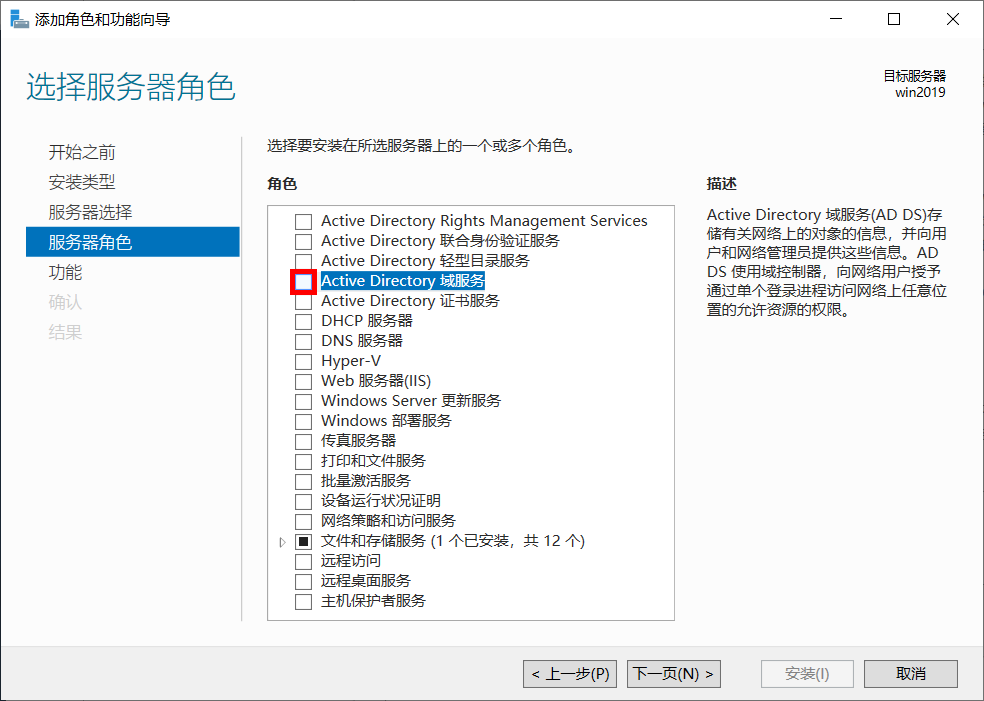 添加角色和功能向导
选择服务器角色
目标服务器
win2019
开始之前
安装类型
服务器选择
服务器角色
功能
确认
结果
选择要安装在所选服务器上的一个或多个角色。
角色
Active Directory Rights Management Services
Active Directory 联合身份验证服务
Active Directory 轻型目录服务
Active Directory 域服务
Active Directory 证书服务
DHCP 服务器
DNS 服务器
Hyper-V
Web 服务器(IIS)
Windows Server 更新服务
Windows 部署服务
传真服务器
打印和文件服务
批量激活服务
设备运行状况证明
网络策略和访问服务
文件和存储服务 (1 个已安装，共 12 个)
远程访问
远程桌面服务
主机保护者服务
描述
Active Directory 域服务(AD DS)存
储有关网络上的对象的信息，并向用
户和网络管理员提供这些信息。AD
DS 使用域控制器，向网络用户授予
通过单个登录进程访问网络上任意位
置的允许资源的权限。
< 上一步(P)
下一页(N) >
安装(I)
取消